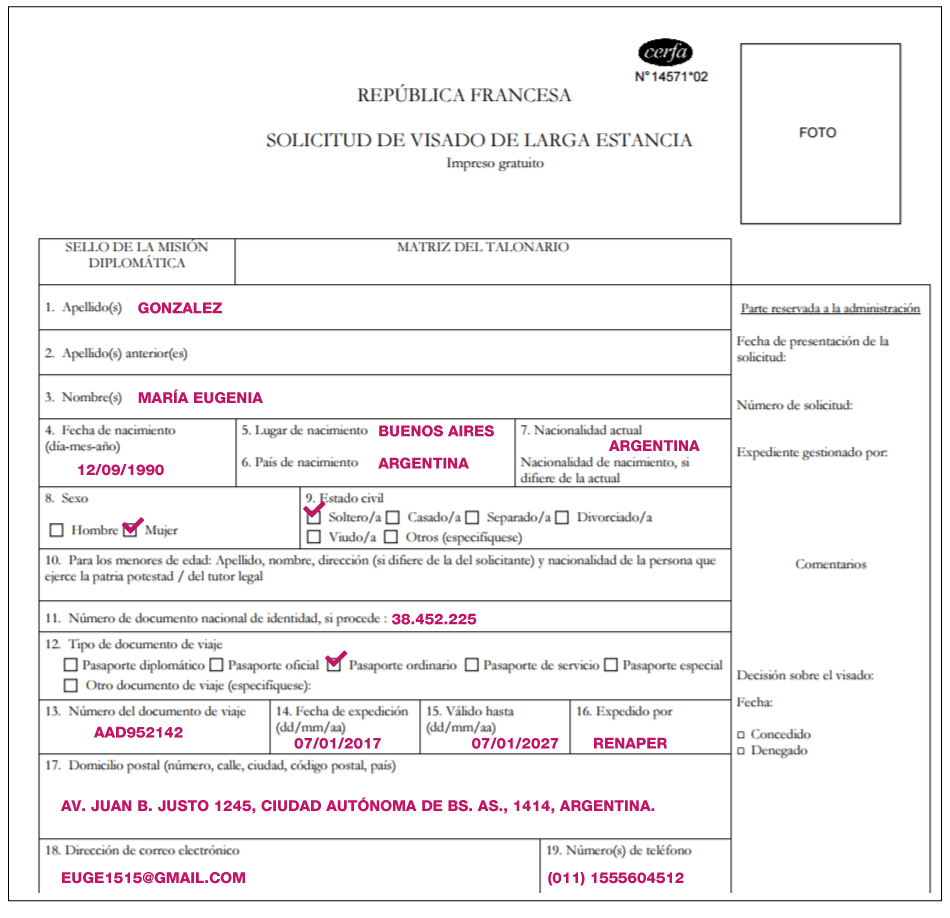 cerfa
N° 14571*02
REPÚBLICA FRANCESA
FOTO
SOLICITUD DE VISADO DE LARGA ESTANCIA
Impreso gratuito
SELLO DE LA MISIÓN
DIPLOMÁTICA
MATRIZ DEL TALONARIO
1. Apellido(s) GONZALEZ
2. Apellido(s) anterior(es)
3. Nombre(s) MARÍA EUGENIA
4. Fecha de nacimiento
(día-mes-año)
12/09/1990
5. Lugar de nacimiento BUENOS AIRES
6. País de nacimiento ARGENTINA
7. Nacionalidad actual
ARGENTINA
Nacionalidad de nacimiento, si
difiere de la actual
8. Sexo
Hombre Mujer
9. Estado civil
Soltero/a Casado/a Separado/a Divorciado/a
Viudo/a Otros (especifíquese)
10. Para los menores de edad: Apellido, nombre, dirección (si difiere de la del solicitante) y nacionalidad de la persona que
ejerce la patria potestad / del tutor legal
11. Número de documento nacional de identidad, si procede : 38.452.225
12. Tipo de documento de viaje
Pasaporte diplomático Pasaporte oficial Pasaporte ordinario Pasaporte de servicio Pasaporte especial
Otro documento de viaje (especifíquese):
13. Número del documento de viaje
AAD952142
14. Fecha de expedición
(dd/mm/aa)
07/01/2017
15. Válido hasta
(dd/mm/aa)
07/01/2027
16. Expedido por
RENAPER
17. Domicilio postal (número, calle, ciudad, código postal, país)
AV. JUAN B. JUSTO 1245, CIUDAD AUTÓNOMA DE BS. AS., 1414, ARGENTINA.
18. Dirección de correo electrónico
EUGE1515@GMAIL.COM
19. Número(s) de teléfono
(011) 1555604512
Parte reservada a la administración
Fecha de presentación de la
solicitud:
Número de solicitud:
Expediente gestionado por:
Comentarios
Decisión sobre el visado:
Fecha:
Concedido
Denegado